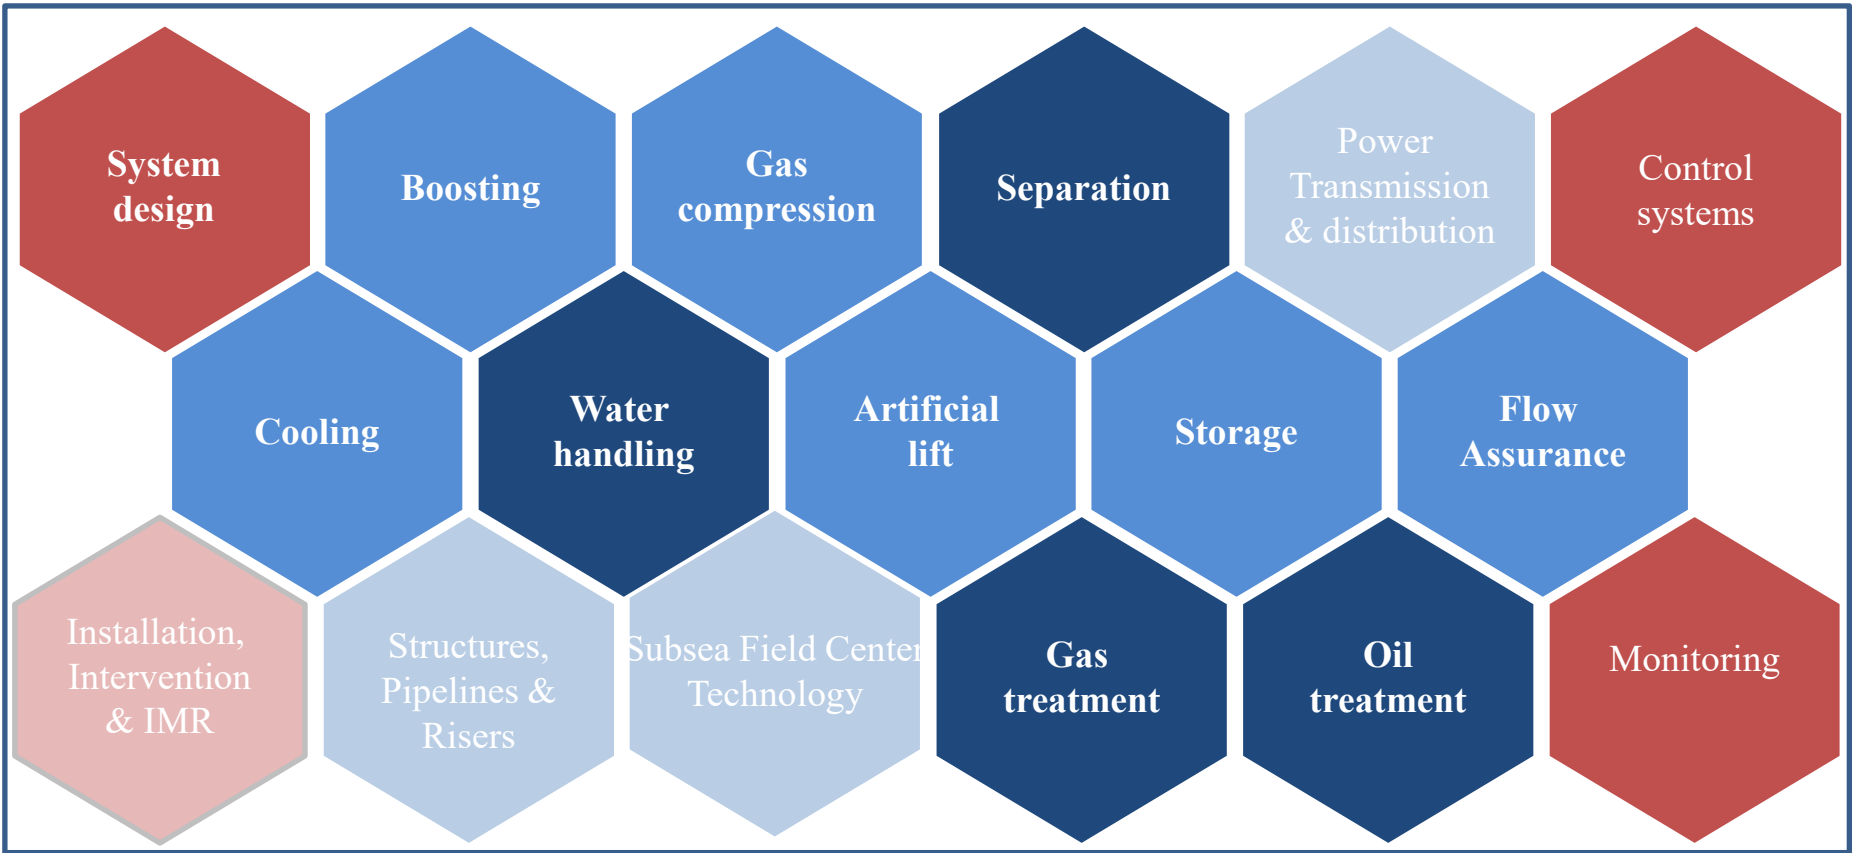 System
design
Boosting
Gas
compression
Separation
Power
Transmission
& distribution
Control
systems
Cooling
Water
handling
Artificial
lift
Storage
Flow
Assurance
Installation,
Intervention
& IMR
Structures,
Pipelines &
Risers
Subsea Field Center
Technology
Gas
treatment
Oil
treatment
Monitoring